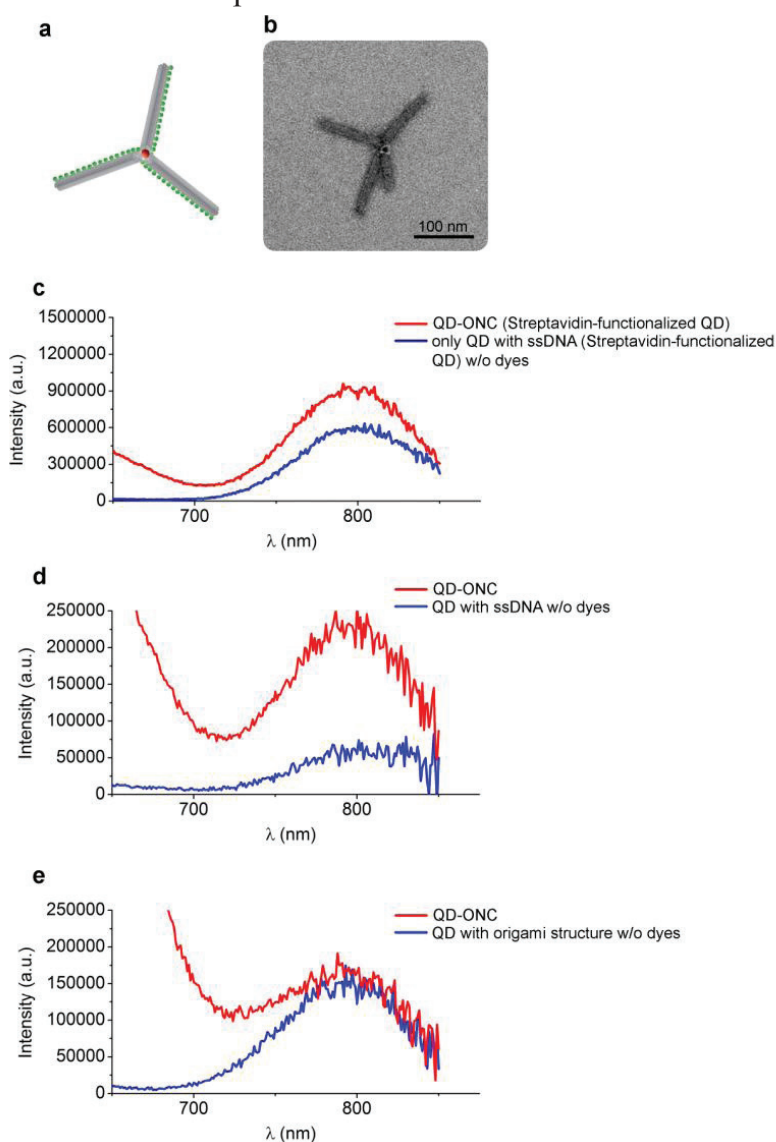 a
b
100 nm
c
1500000
1200000
900000
600000
300000
0
Intensity (a.u.)
700
800
λ (nm)
QD-ONC (Streptavidin-functionalized QD)
only QD with ssDNA (Streptavidin-functionalized
QD) w/o dyes
d
250000
200000
150000
100000
50000
0
Intensity (a.u.)
700
800
λ (nm)
QD-ONC
QD with ssDNA w/o dyes
e
250000
200000
150000
100000
50000
0
Intensity (a.u.)
700
800
λ (nm)
QD-ONC
QD with origami structure w/o dyes